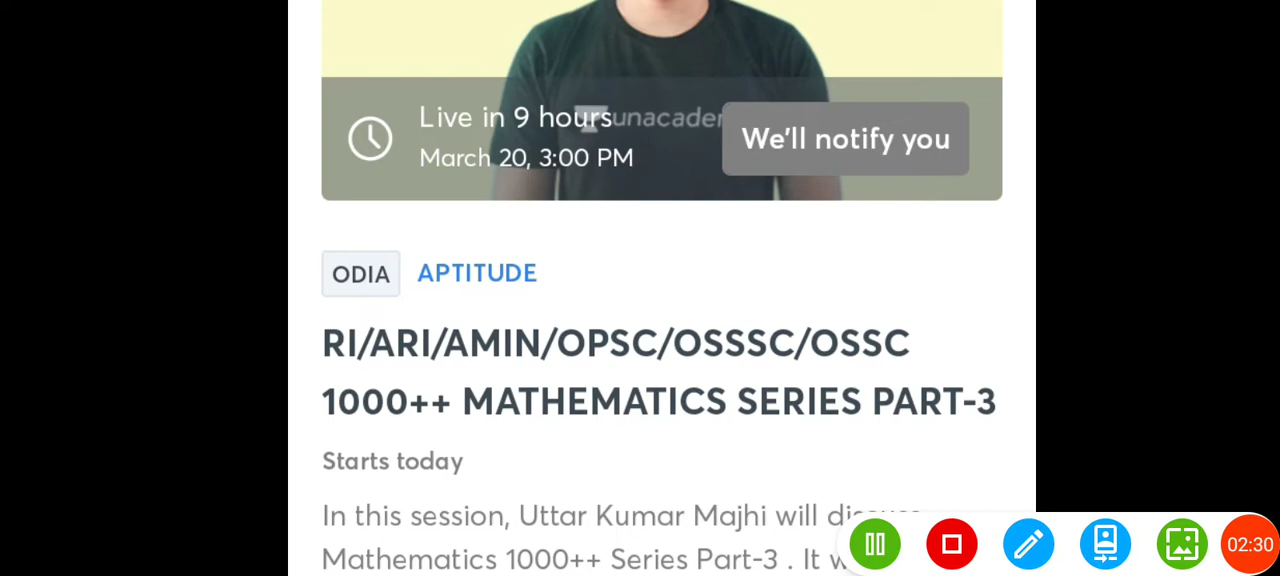 Live in 9 hours
unacader
We'll notify you
March 20, 3:00 PM
ODIA APTITUDE
RI/ARI/AMIN/OPSC/OSSSC/OSSC
1000++ MATHEMATICS SERIES PART-3
Starts today
In this session, Uttar Kumar Majhi will discuss
Mathematics 1000++ Series Part-3 . It w
02:30